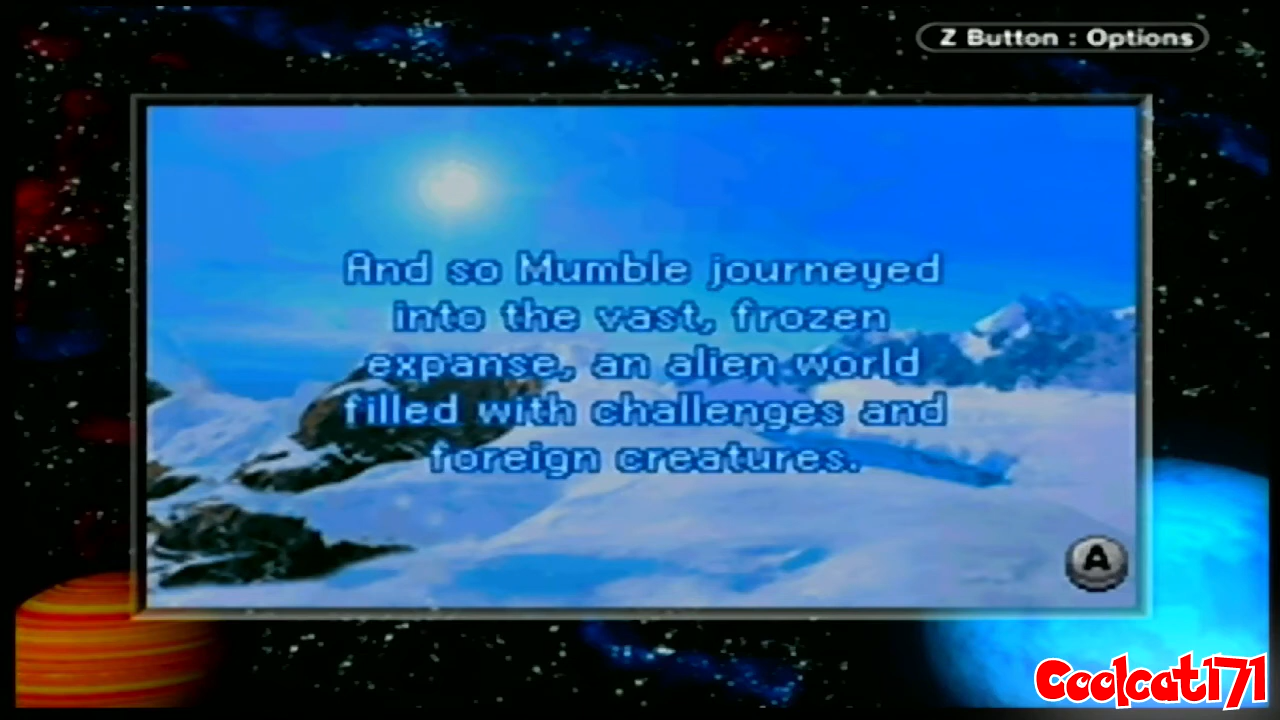 Z Button : Options
And so Mumble journeyed
into the vast, frozen
expanse, an alien world
filled with challenges and
foreign creatures.
A
Coolcat171